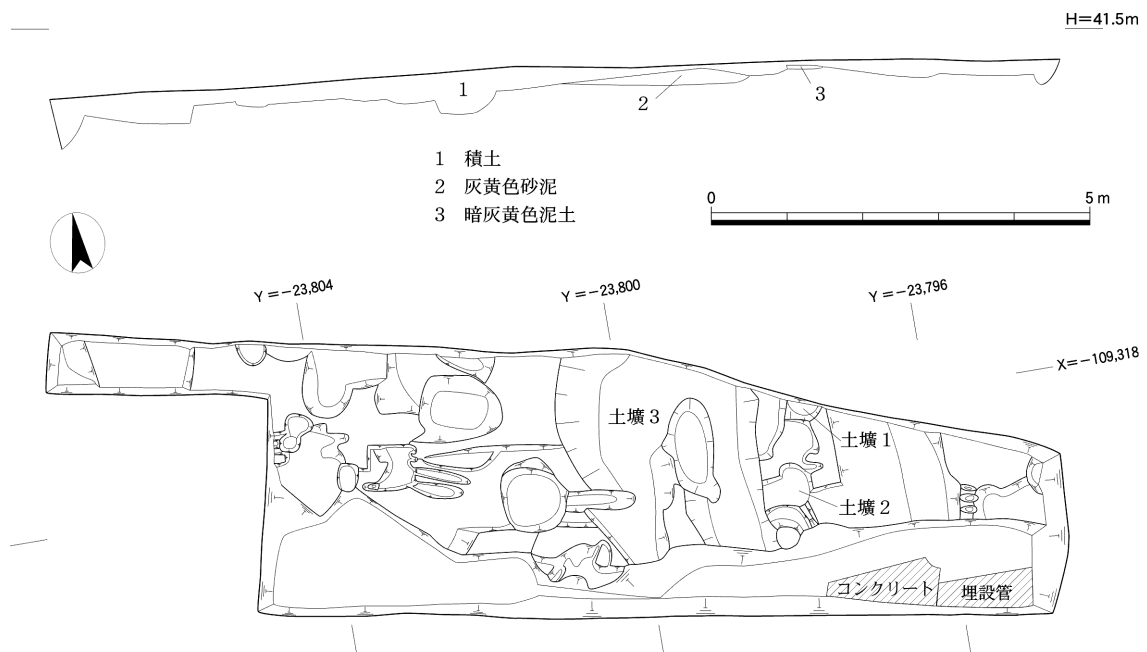 H=41.5m
1
2
3
1 積土
2 灰黄色砂泥
3 暗灰黄色泥土
0 5 m
Y=-23,804
Y=-23,800
Y=-23,796
X=-109,318
土壙3
土壙1
土壙2
コンクリート
埋設管